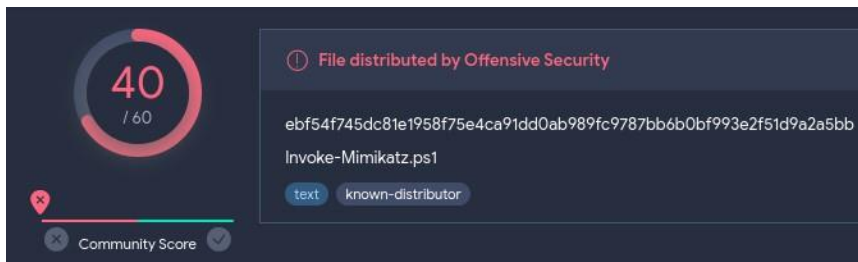 40
/ 60
Community Score
File distributed by Offensive Security
ebf54f745dc81e1958f75e4ca91dd0ab989fc9787bb6b0bf993e2f51d9a2a5bb
Invoke-Mimikatz.ps1
text known-distributor